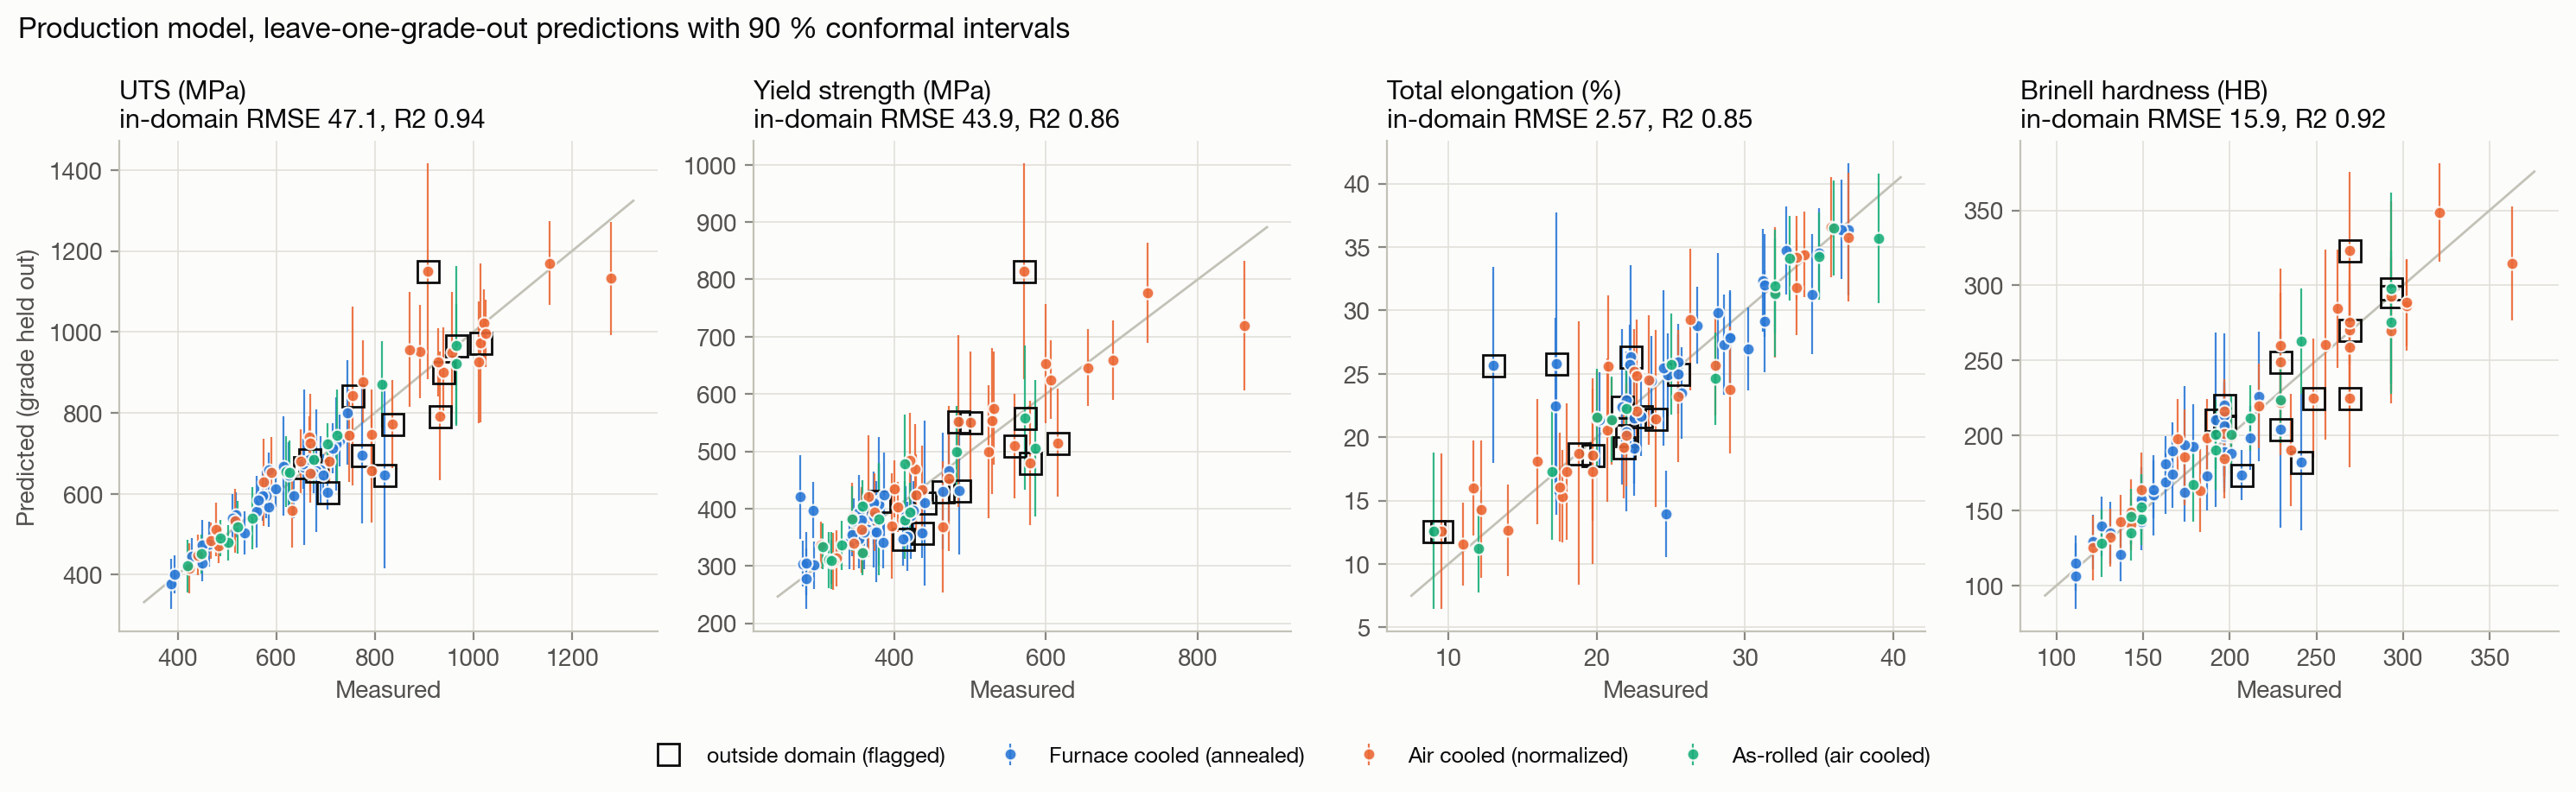 Production model, leave-one-grade-out predictions with 90 % conformal intervals
UTS (MPa)
in-domain RMSE 47.1, R2 0.94
Yield strength (MPa)
in-domain RMSE 43.9, R2 0.86
Total elongation (%)
in-domain RMSE 2.57, R2 0.85
Brinell hardness (HB)
in-domain RMSE 15.9, R2 0.92
Predicted (grade held out)
1400
1200
1000
800
600
400
400 600 800 1000 1200
Measured
1000
900
800
700
600
500
400
300
200
400 600 800
Measured
40
35
30
25
20
15
10
5
10 20 30 40
Measured
350
300
250
200
150
100
100 150 200 250 300 350
Measured
outside domain (flagged) Furnace cooled (annealed) Air cooled (normalized) As-rolled (air cooled)